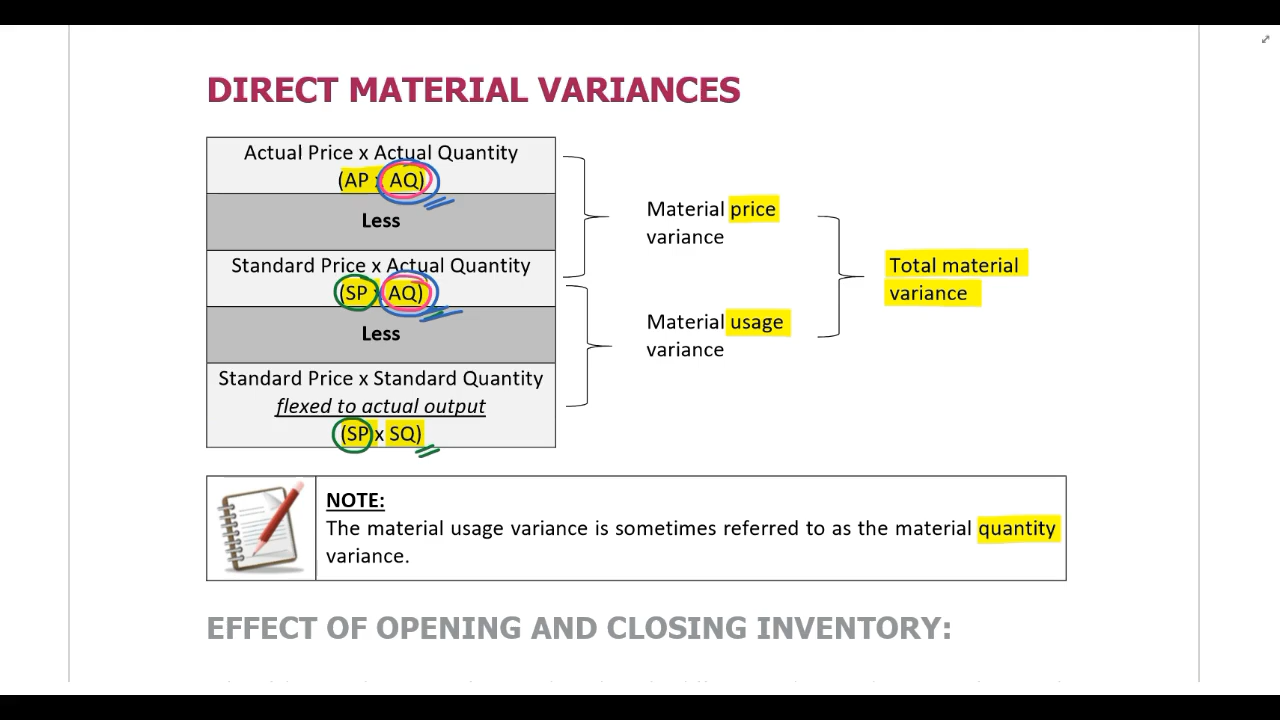 DIRECT MATERIAL VARIANCES
Actual Price x Actual Quantity
(AP x AQ)
Less
Standard Price x Actual Quantity
(SP x AQ)
Less
Standard Price x Standard Quantity
flexed to actual output
(SP x SQ)
Material price
variance
Material usage
variance
Total material
variance
NOTE:
The material usage variance is sometimes referred to as the material quantity
variance.
EFFECT OF OPENING AND CLOSING INVENTORY: